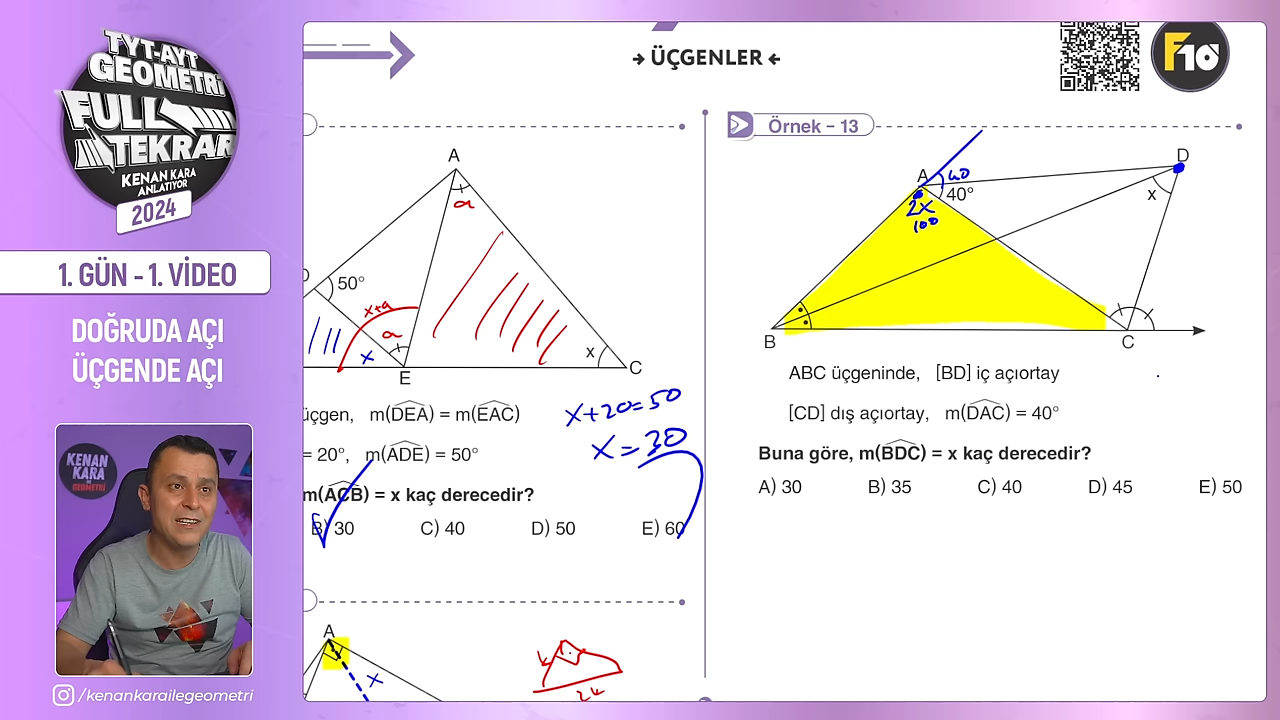 TYT-AYT
GEOMETRİ
FULL
TEKRAR
KENAN KARA
ANLATIYOR
2024
1. GÜN - 1. VİDEO
DOĞRUDA AÇI
ÜÇGENDE AÇI
KENAN
KARA
GEOMETRİ
/kenankarailegeometri
ÜÇGENLER
F10
A
a
50°
x+a
a
x
x
E
C
üçgen, m(DEA) = m(EAC)
= 20°, m(ADE) = 50°
m(ACB) = x kaç derecedir?
B) 30 C) 40 D) 50 E) 60
x+20=50
x=30
A
x
2k
Örnek – 13
A
D
40
40°
2x
100
x
B
C
ABC üçgeninde, [BD] iç açıortay
[CD] dış açıortay, m(DAC) = 40°
Buna göre, m(BDC) = x kaç derecedir?
A) 30 B) 35 C) 40 D) 45 E) 50